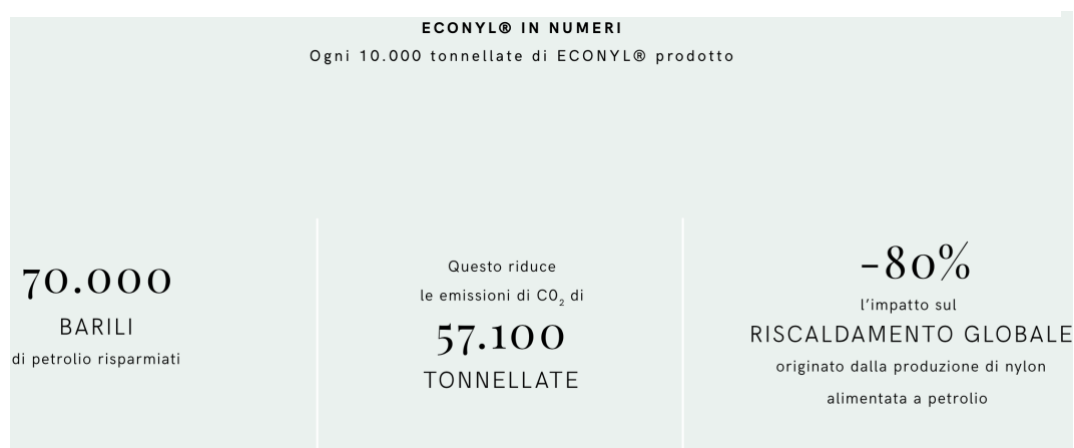 ECONYL® IN NUMERI
Ogni 10.000 tonnellate di ECONYL® prodotto
70.000
BARILI
di petrolio risparmiati
Questo riduce
le emissioni di C0₂ di
57.100
TONNELLATE
-80%
l'impatto sul
RISCALDAMENTO GLOBALE
originato dalla produzione di nylon
alimentata a petrolio